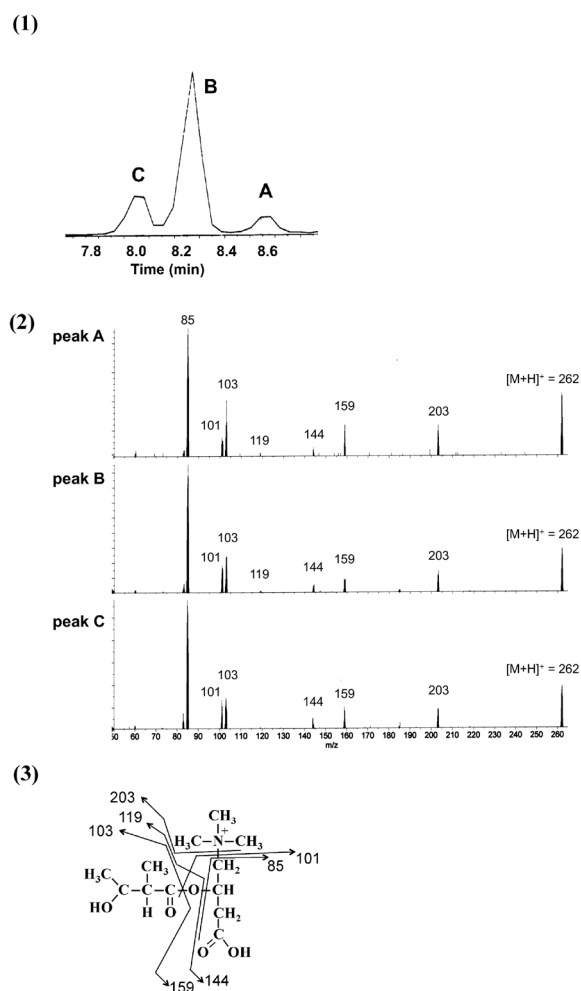 (1)
B
C
A
7.8 8.0 8.2 8.4 8.6
Time (min)
(2)
peak A
85
103
101
119
144
159
203
[M+H]+ = 262
peak B
103
101
119
144
159
203
[M+H]+ = 262
peak C
103
101
144
159
203
[M+H]+ = 262
50 60 70 80 90 100 110 120 130 140 150 160 170 180 190 200 210 220 230 240 250 260
m/z
(3)
203
119
103
CH3
H3C-N-CH3
+
101
85
CH3
CH2
H3C
C-C-C-O-CH
HO
H
O
CH2
C
O
OH
159
144